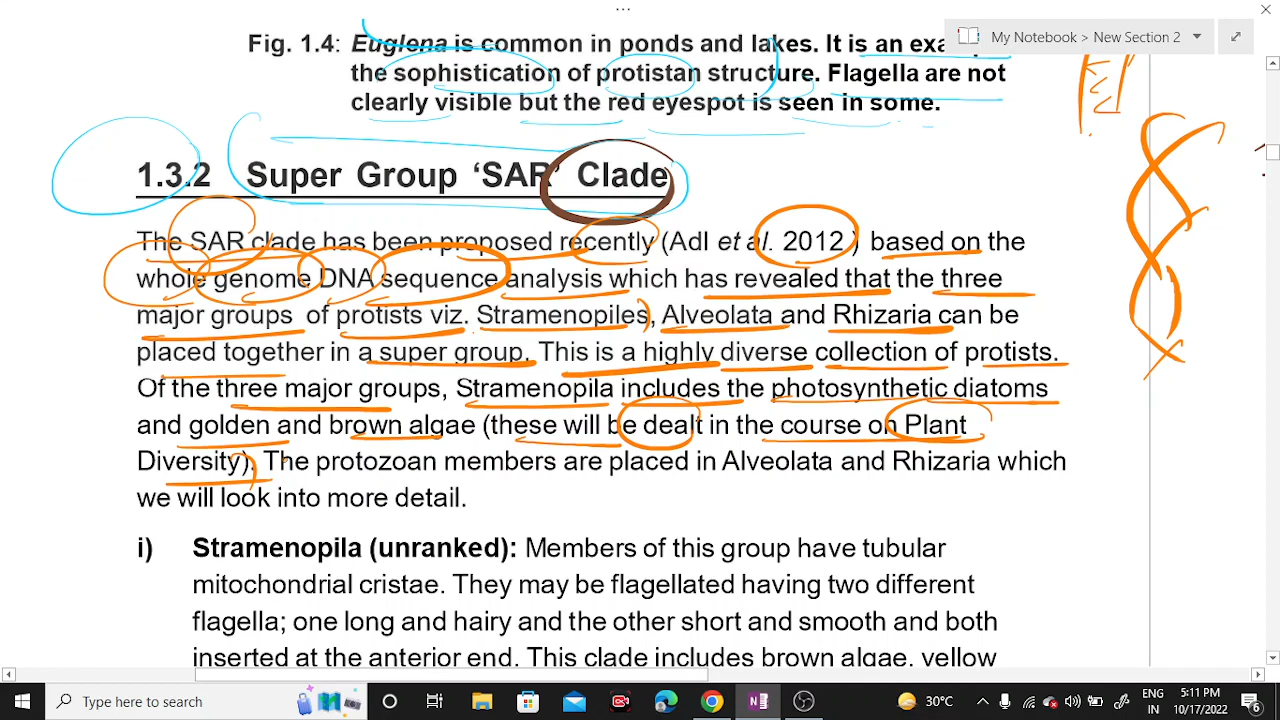 My Notebook > New Section 2
Fig. 1.4: Euglena is common in ponds and lakes. It is an exa
the sophistication of protistan structure. Flagella are not
clearly visible but the red eyespot is seen in some.
1.3.2 Super Group ‘SAR’ Clade
The SAR clade has been proposed recently (Adl et al. 2012 ) based on the
whole genome DNA sequence analysis which has revealed that the three
major groups of protists viz. Stramenopiles, Alveolata and Rhizaria can be
placed together in a super group. This is a highly diverse collection of protists.
Of the three major groups, Stramenopila includes the photosynthetic diatoms
and golden and brown algae (these will be dealt in the course on Plant
Diversity). The protozoan members are placed in Alveolata and Rhizaria which
we will look into more detail.
i) Stramenopila (unranked): Members of this group have tubular
mitochondrial cristae. They may be flagellated having two different
flagella; one long and hairy and the other short and smooth and both
inserted at the anterior end. This clade includes brown algae, yellow
Type here to search
30°C
ENG
IN
5:11 PM
10/17/2022
6